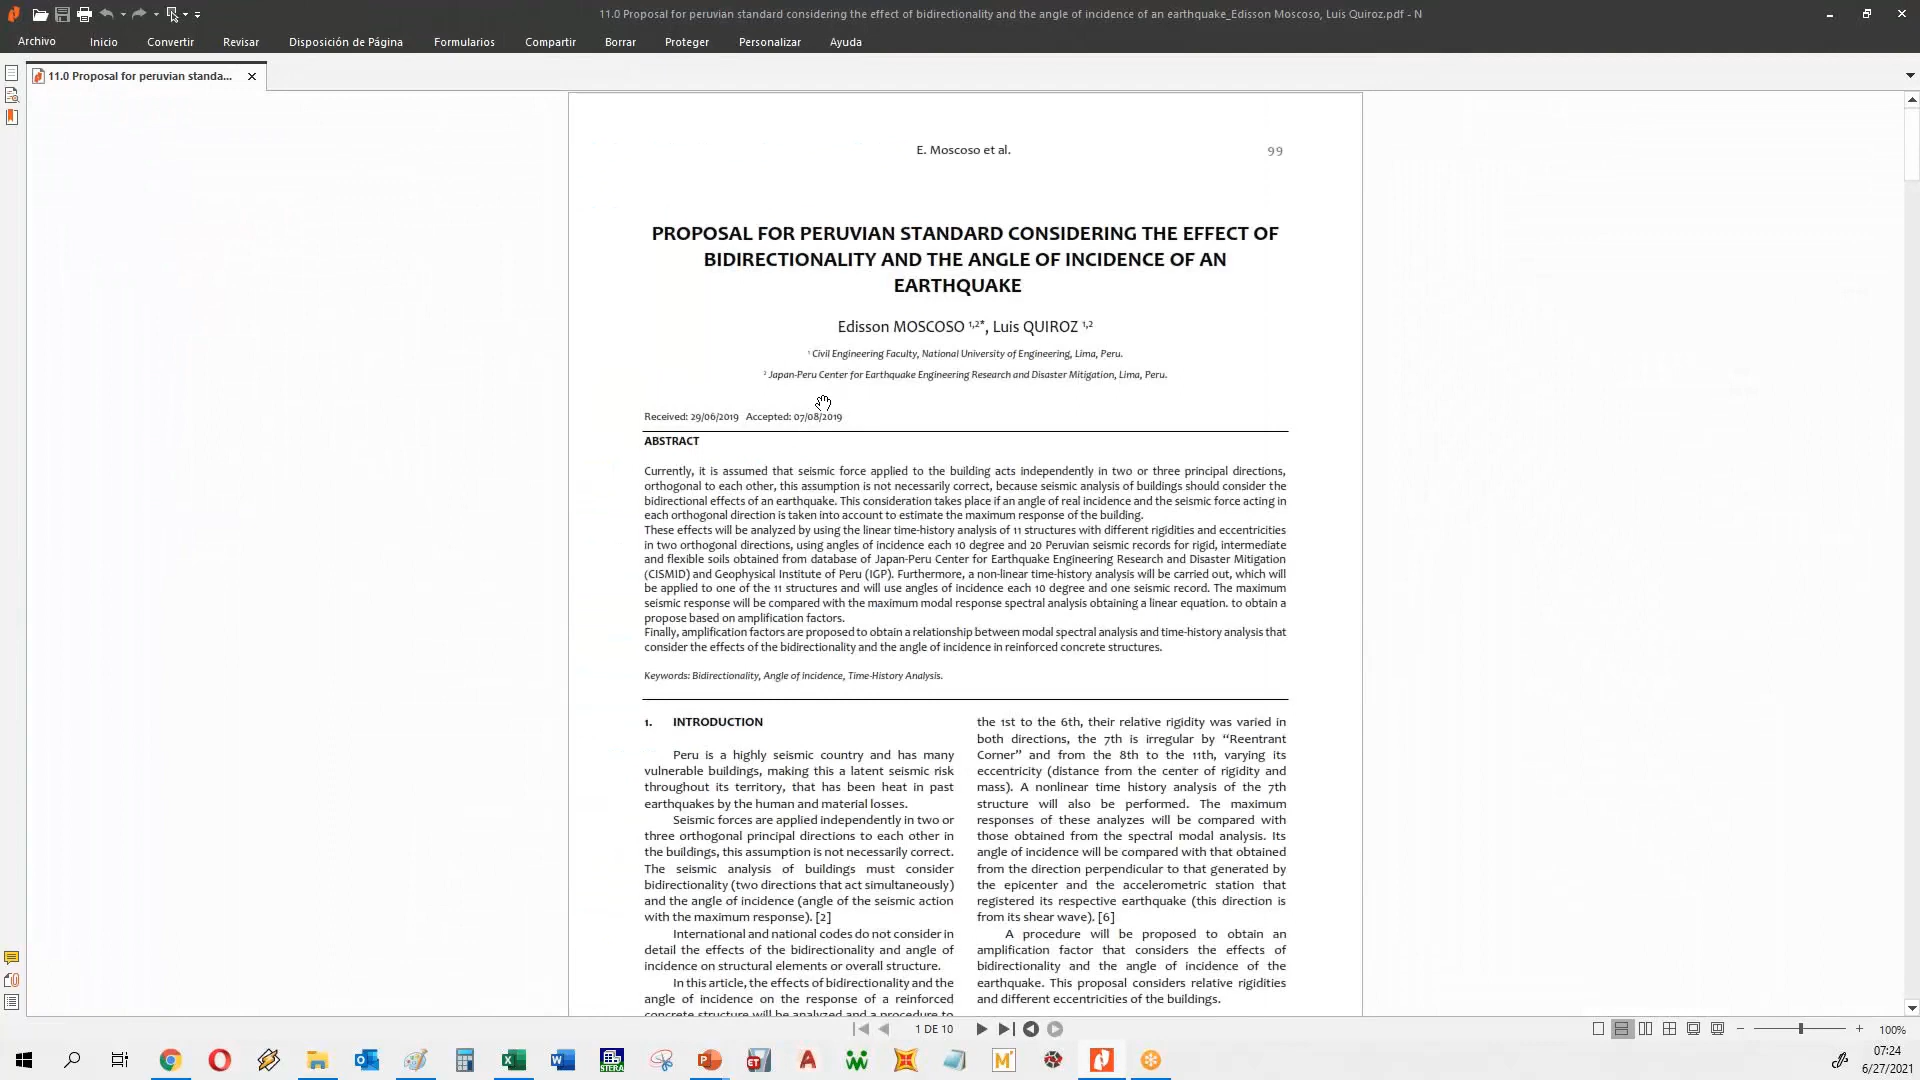 11.0 Proposal for peruvian standard considering the effect of bidirectionality and the angle of incidence of an earthquake_Edisson Moscoso, Luis Quiroz.pdf - N
Archivo Inicio Convertir Revisar Disposición de Página Formularios Compartir Borrar Proteger Personalizar Ayuda
11.0 Proposal for peruvian standa...
E. Moscoso et al. 99
PROPOSAL FOR PERUVIAN STANDARD CONSIDERING THE EFFECT OF
BIDIRECTIONALITY AND THE ANGLE OF INCIDENCE OF AN
EARTHQUAKE
Edisson MOSCOSO 1,2*, Luis QUIROZ 1,2
1 Civil Engineering Faculty, National University of Engineering, Lima, Peru.
2 Japan-Peru Center for Earthquake Engineering Research and Disaster Mitigation, Lima, Peru.
Received: 29/06/2019 Accepted: 07/08/2019
ABSTRACT
Currently, it is assumed that seismic force applied to the building acts independently in two or three principal directions,
orthogonal to each other, this assumption is not necessarily correct, because seismic analysis of buildings should consider the
bidirectional effects of an earthquake. This consideration takes place if an angle of real incidence and the seismic force acting in
each orthogonal direction is taken into account to estimate the maximum response of the building.
These effects will be analyzed by using the linear time-history analysis of 11 structures with different rigidities and eccentricities
in two orthogonal directions, using angles of incidence each 10 degree and 20 Peruvian seismic records for rigid, intermediate
and flexible soils obtained from database of Japan-Peru Center for Earthquake Engineering Research and Disaster Mitigation
(CISMID) and Geophysical Institute of Peru (IGP). Furthermore, a non-linear time-history analysis will be carried out, which will
be applied to one of the 11 structures and will use angles of incidence each 10 degree and one seismic record. The maximum
seismic response will be compared with the maximum modal response spectral analysis obtaining a linear equation. to obtain a
propose based on amplification factors.
Finally, amplification factors are proposed to obtain a relationship between modal spectral analysis and time-history analysis that
consider the effects of the bidirectionality and the angle of incidence in reinforced concrete structures.
Keywords: Bidirectionality, Angle of incidence, Time-History Analysis.
1. INTRODUCTION
Peru is a highly seismic country and has many
vulnerable buildings, making this a latent seismic risk
throughout its territory, that has been heat in past
earthquakes by the human and material losses.
Seismic forces are applied independently in two or
three orthogonal principal directions to each other in
the buildings, this assumption is not necessarily correct.
The seismic analysis of buildings must consider
bidirectionality (two directions that act simultaneously)
and the angle of incidence (angle of the seismic action
with the maximum response). [2]
International and national codes do not consider in
detail the effects of the bidirectionality and angle of
incidence on structural elements or overall structure.
In this article, the effects of bidirectionality and the
angle of incidence on the response of a reinforced
concrete structure will be analyzed and a procedure to
the 1st to the 6th, their relative rigidity was varied in
both directions, the 7th is irregular by “Reentrant
Corner” and from the 8th to the 11th, varying its
eccentricity (distance from the center of rigidity and
mass). A nonlinear time history analysis of the 7th
structure will also be performed. The maximum
responses of these analyzes will be compared with
those obtained from the spectral modal analysis. Its
angle of incidence will be compared with that obtained
from the direction perpendicular to that generated by
the epicenter and the accelerometric station that
registered its respective earthquake (this direction is
from its shear wave). [6]
A procedure will be proposed to obtain an
amplification factor that considers the effects of
bidirectionality and the angle of incidence of the
earthquake. This proposal considers relative rigidities
and different eccentricities of the buildings.
1 DE 10
100%
STERA
07:24
6/27/2021